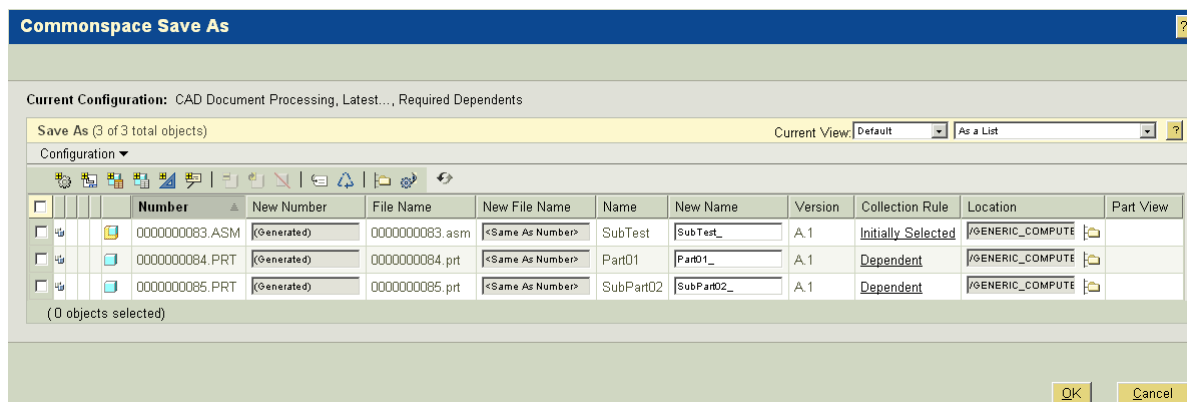 Commonspace Save As
?
Current Configuration: CAD Document Processing, Latest..., Required Dependents
Save As (3 of 3 total objects) Current View: Default As a List ?
Configuration
Number New Number File Name New File Name Name New Name Version Collection Rule Location Part View
0000000083.ASM (Generated) 0000000083.asm <Same As Number> SubTest SubTest_ A.1 Initially Selected /GENERIC_COMPUTE
0000000084.PRT (Generated) 0000000084.prt <Same As Number> Part01 Part01_ A.1 Dependent /GENERIC_COMPUTE
0000000085.PRT (Generated) 0000000085.prt <Same As Number> SubPart02 SubPart02_ A.1 Dependent /GENERIC_COMPUTE
(0 objects selected)
OK Cancel